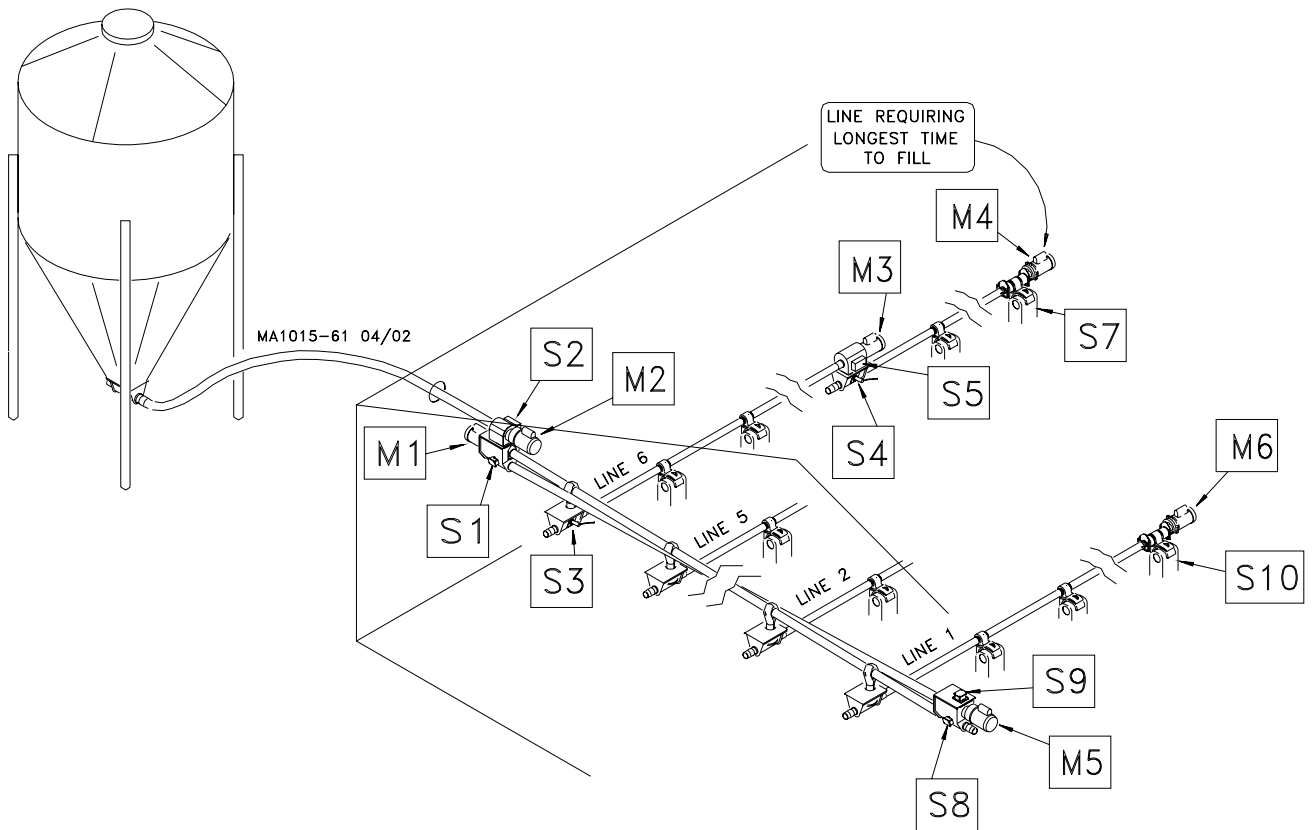 LINE REQUIRING
LONGEST TIME
TO FILL
M4
M3
S7
MA1015-61 04/02
S2
M2
S5
M1
LINE 6
S4
M6
S1
LINE 5
S3
LINE 2
S10
LINE 1
S9
M5
S8